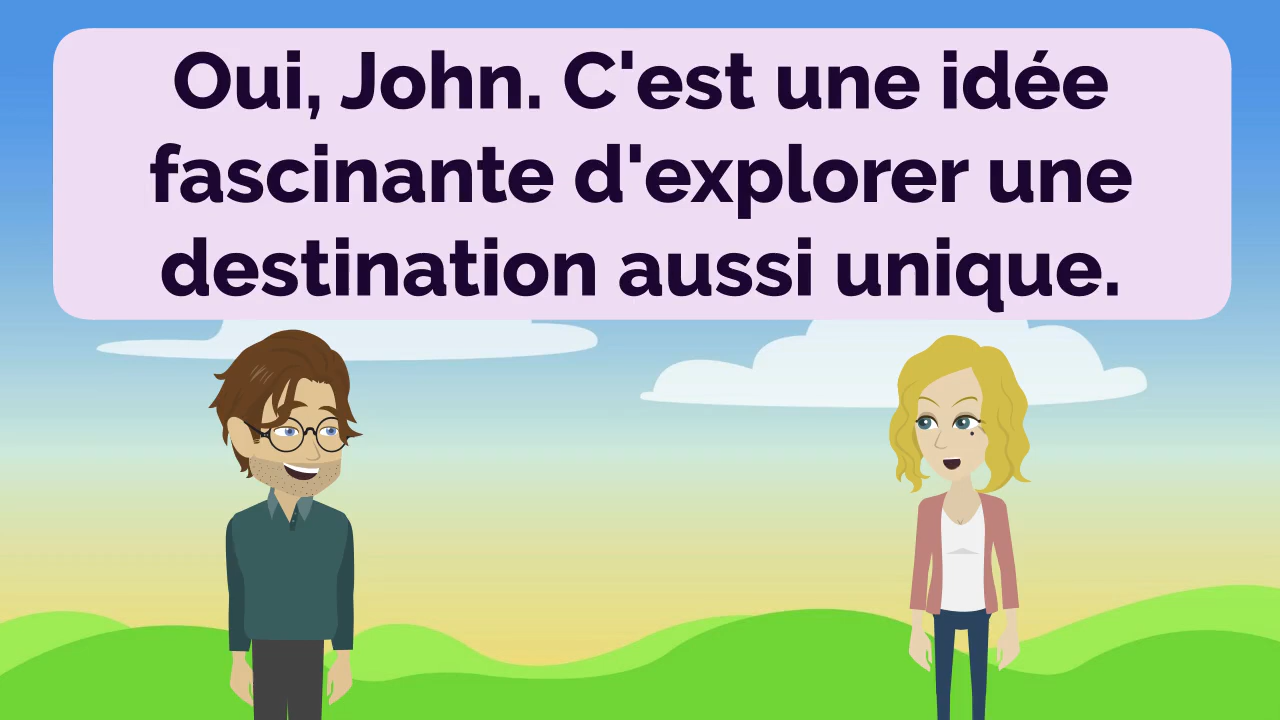 Oui, John. C'est une idée
fascinante d'explorer une
destination aussi unique.